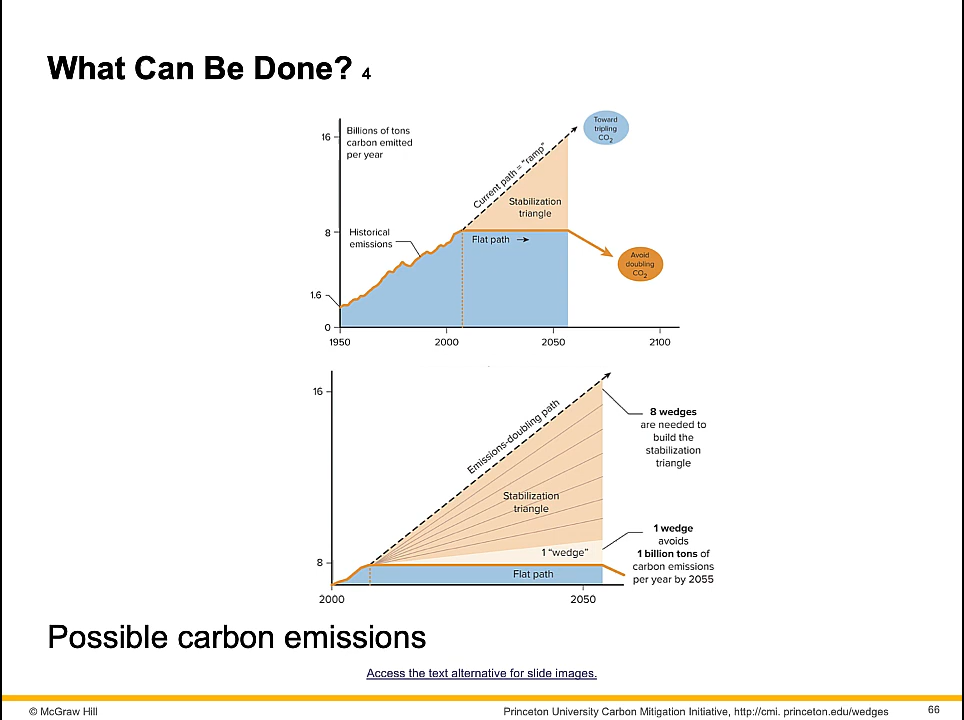 What Can Be Done? 4
16
Billions of tons
carbon emitted
per year
Toward
tripling
CO2
Current path = "ramp"
Stabilization
triangle
8
Historical
emissions
Flat path
Avoid
doubling
CO2
1.6
0
1950
2000
2050
2100
16
Emissions-doubling path
8 wedges
are needed to
build the
stabilization
triangle
Stabilization
triangle
1 "wedge"
1 wedge
avoids
1 billion tons of
carbon emissions
per year by 2055
8
Flat path
2000
2050
Possible carbon emissions
Access the text alternative for slide images.
© McGraw Hill
Princeton University Carbon Mitigation Initiative, http://cmi. princeton.edu/wedges
66